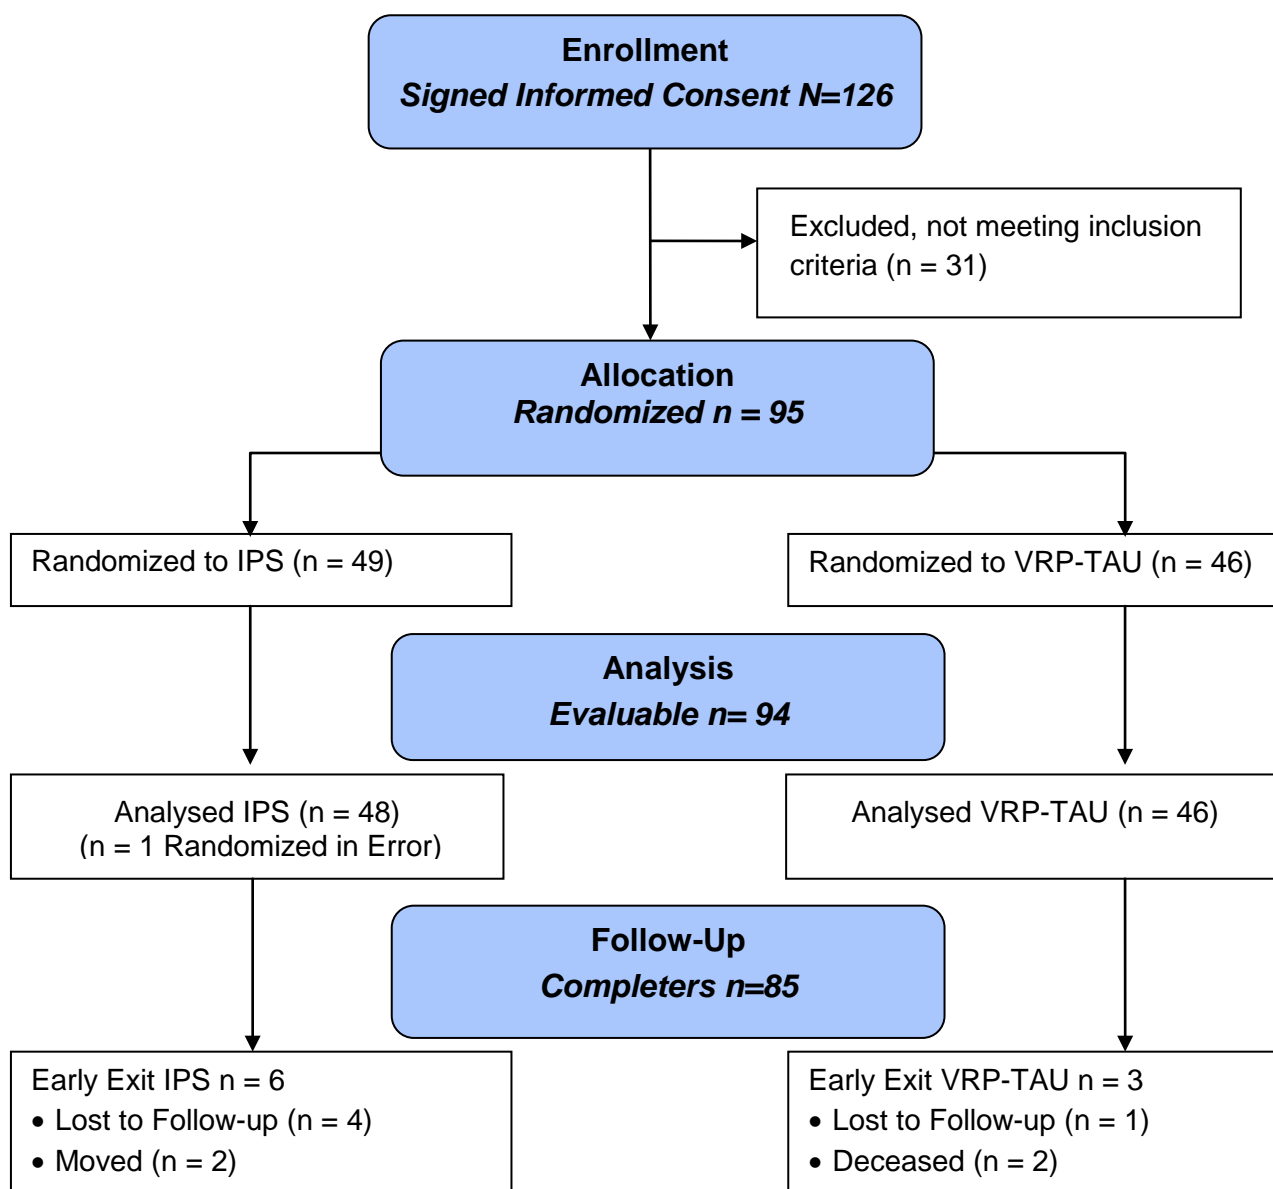 Enrollment
Signed Informed Consent N=126
Excluded, not meeting inclusion
criteria (n = 31)
Allocation
Randomized n = 95
Randomized to IPS (n = 49)
Randomized to VRP-TAU (n = 46)
Analysis
Evaluable n= 94
Analysed IPS (n = 48)
(n = 1 Randomized in Error)
Analysed VRP-TAU (n = 46)
Follow-Up
Completers n=85
Early Exit IPS n = 6
• Lost to Follow-up (n = 4)
• Moved (n = 2)
Early Exit VRP-TAU n = 3
• Lost to Follow-up (n = 1)
• Deceased (n = 2)